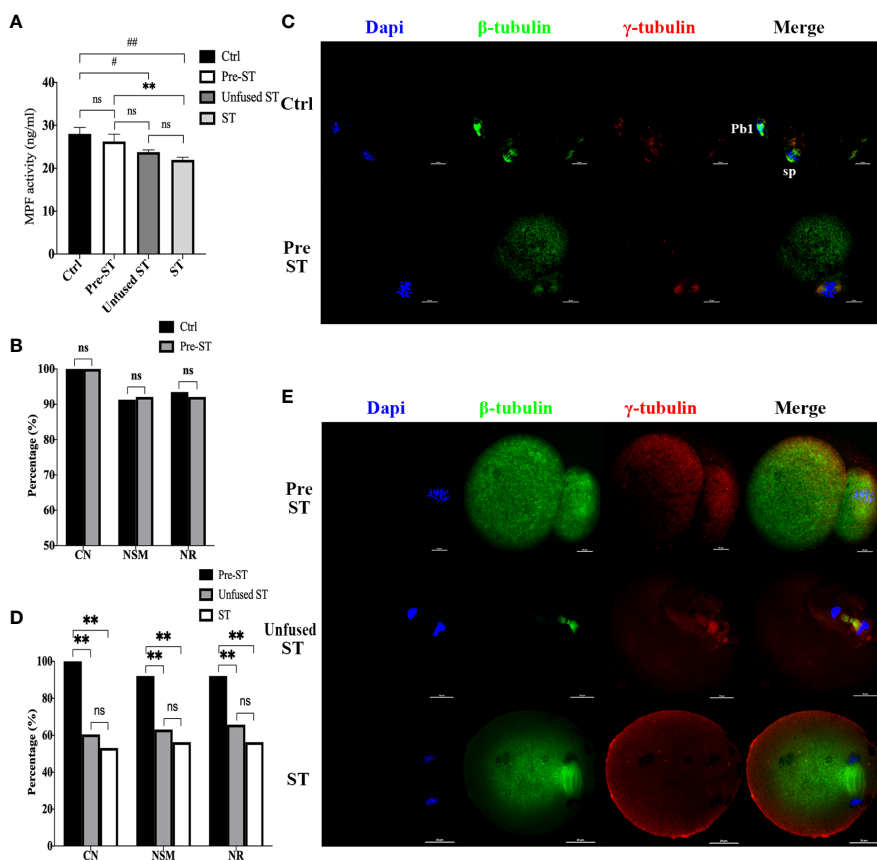 A
##
#
**
ns
ns
ns
Ctrl
Pre-ST
Unfused ST
ST
MPF activity (ng/ml)
40
30
20
10
0
Ctrl
Pre-ST
Unfused ST
ST
B
Ctrl
Pre-ST
ns
ns
ns
Percentage (%)
100
90
80
70
60
50
CN
NSM
NR
D
Pre-ST
Unfused ST
ST
**
**
**
**
**
**
ns
ns
ns
Percentage (%)
100
80
60
40
20
0
CN
NSM
NR
C
Dapi
β-tubulin
γ-tubulin
Merge
Ctrl
Pb1
sp
Pre
ST
E
Dapi
β-tubulin
γ-tubulin
Merge
Pre
ST
Unfused
ST
ST